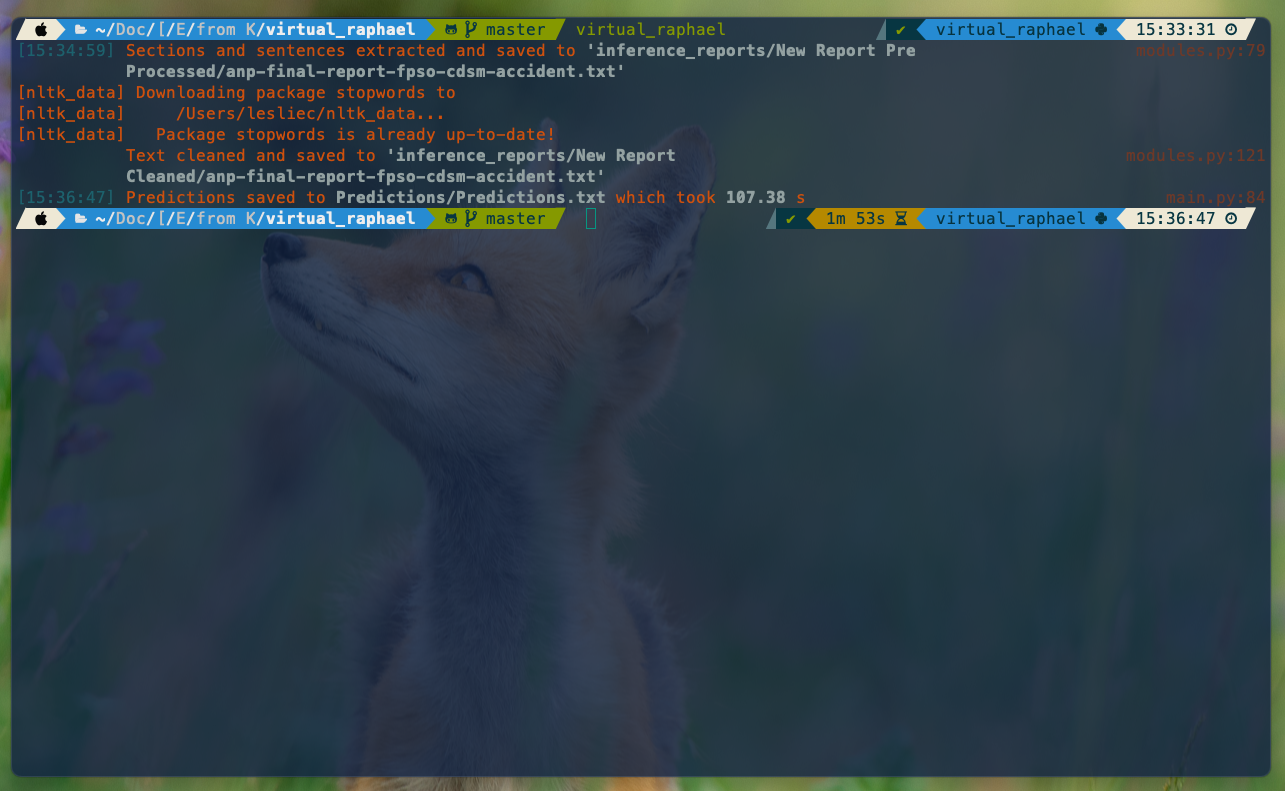 ~/Doc/[/E/from K/virtual_raphael master virtual_raphael ✔ virtual_raphael 15:33:31
[15:34:59] Sections and sentences extracted and saved to 'inference_reports/New Report Pre modules.py:79
Processed/anp-final-report-fpso-cdsm-accident.txt'
[nltk_data] Downloading package stopwords to
[nltk_data] /Users/lesliec/nltk_data...
[nltk_data] Package stopwords is already up-to-date!
Text cleaned and saved to 'inference_reports/New Report modules.py:121
Cleaned/anp-final-report-fpso-cdsm-accident.txt'
[15:36:47] Predictions saved to Predictions/Predictions.txt which took 107.38 s main.py:84
~/Doc/[/E/from K/virtual_raphael master ✔ 1m 53s virtual_raphael 15:36:47